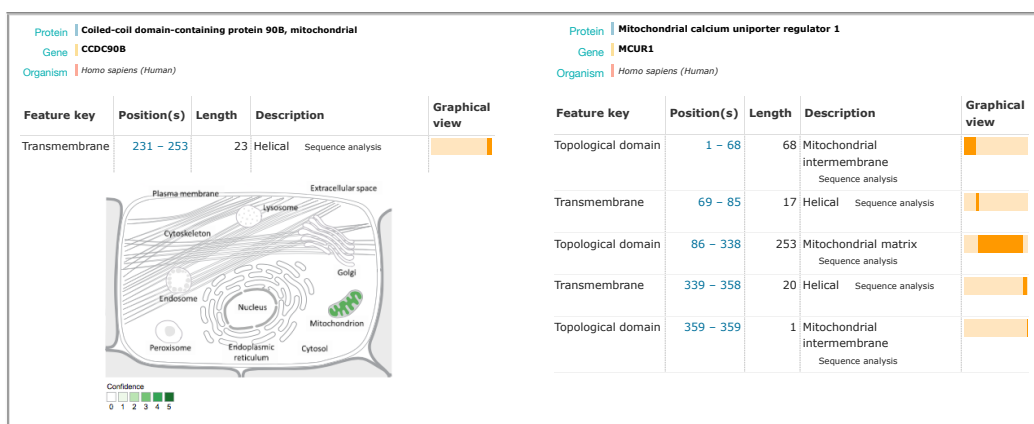 Protein Coiled-coil domain-containing protein 90B, mitochondrial
Gene CCDC90B
Organism Homo sapiens (Human)
Feature key Position(s) Length Description Graphical view
Transmembrane 231 – 253 23 Helical Sequence analysis
Plasma membrane
Extracellular space
Lysosome
Cytoskeleton
Golgi
Endosome
Nucleus
Mitochondrion
Peroxisome
Endoplasmic
reticulum
Cytosol
Confidence
0 1 2 3 4 5
Protein Mitochondrial calcium uniporter regulator 1
Gene MCUR1
Organism Homo sapiens (Human)
Feature key Position(s) Length Description Graphical view
Topological domain 1 – 68 68 Mitochondrial
intermembrane
Sequence analysis
Transmembrane 69 – 85 17 Helical Sequence analysis
Topological domain 86 – 338 253 Mitochondrial matrix
Sequence analysis
Transmembrane 339 – 358 20 Helical Sequence analysis
Topological domain 359 – 359 1 Mitochondrial
intermembrane
Sequence analysis